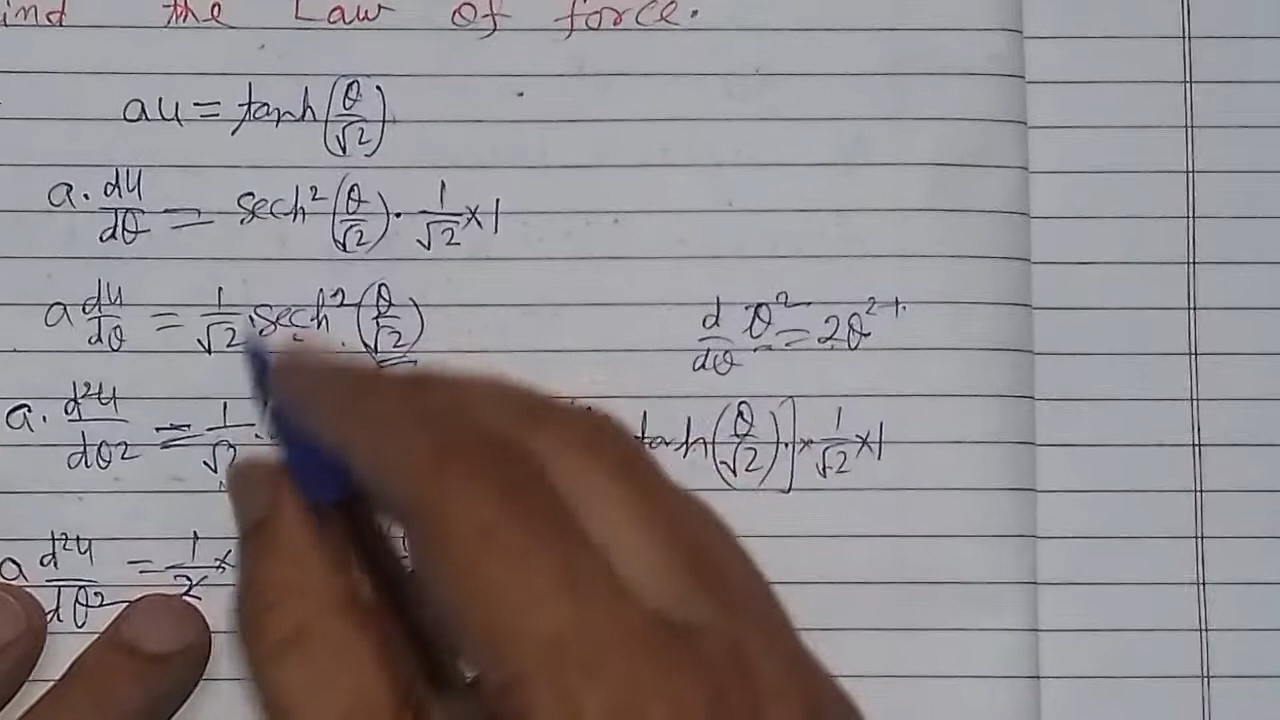 the Law of force.
au = tanh(θ/√2)
a. du/dθ = sech²(θ/√2) · 1/√2 × 1
a du/dθ = 1/√2 · sech²(θ/√2)
d/dθ θ² = 2θ²⁻¹
a. d²u/dθ² = 1/√2 · tanh(θ/√2)·] × 1/√2 × 1
a d²u/dθ² = 1/2 ×